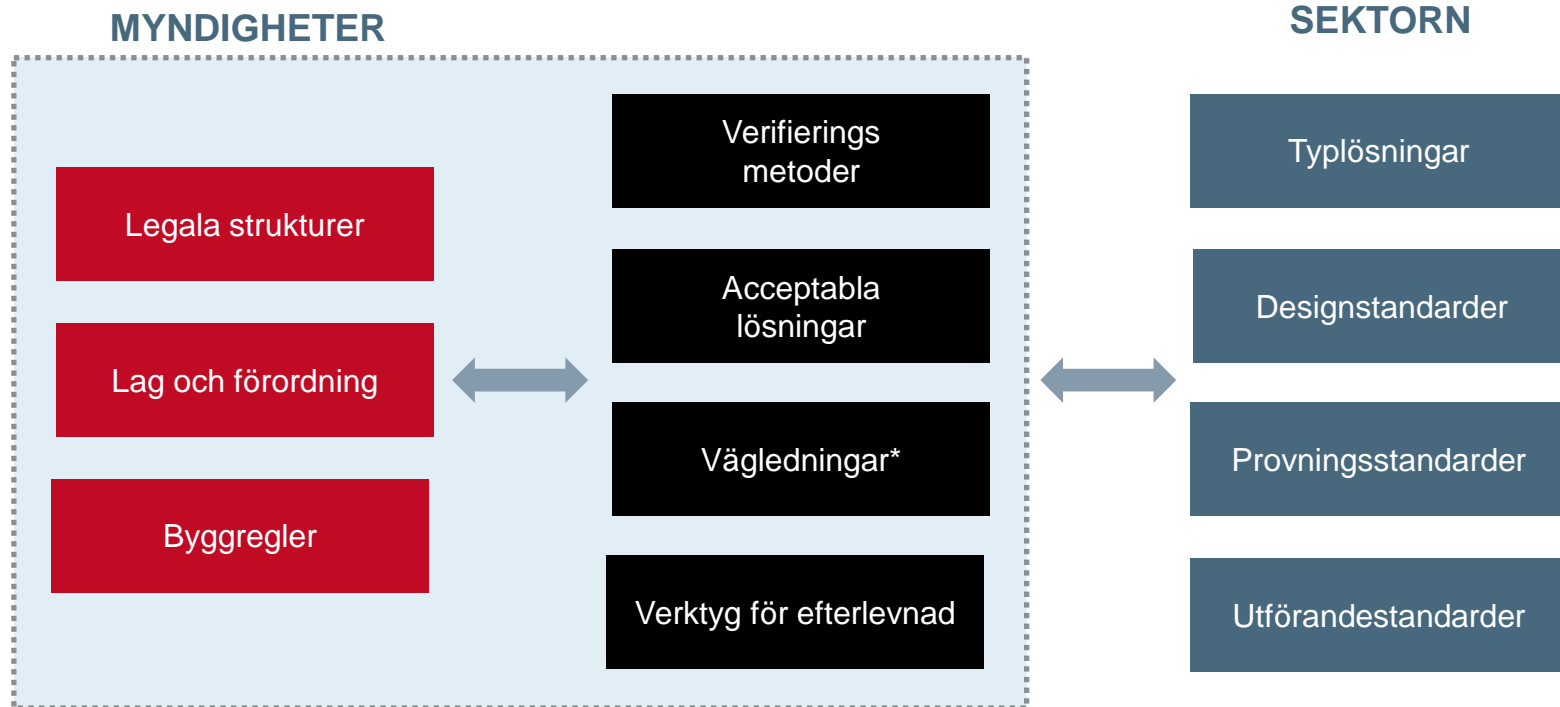 MYNDIGHETER
SEKTORN
Legala strukturer
Lag och förordning
Byggregler
Verifierings
metoder
Acceptabla
lösningar
Vägledningar*
Verktyg för efterlevnad
Typlösningar
Designstandarder
Provningsstandarder
Utförandestandarder